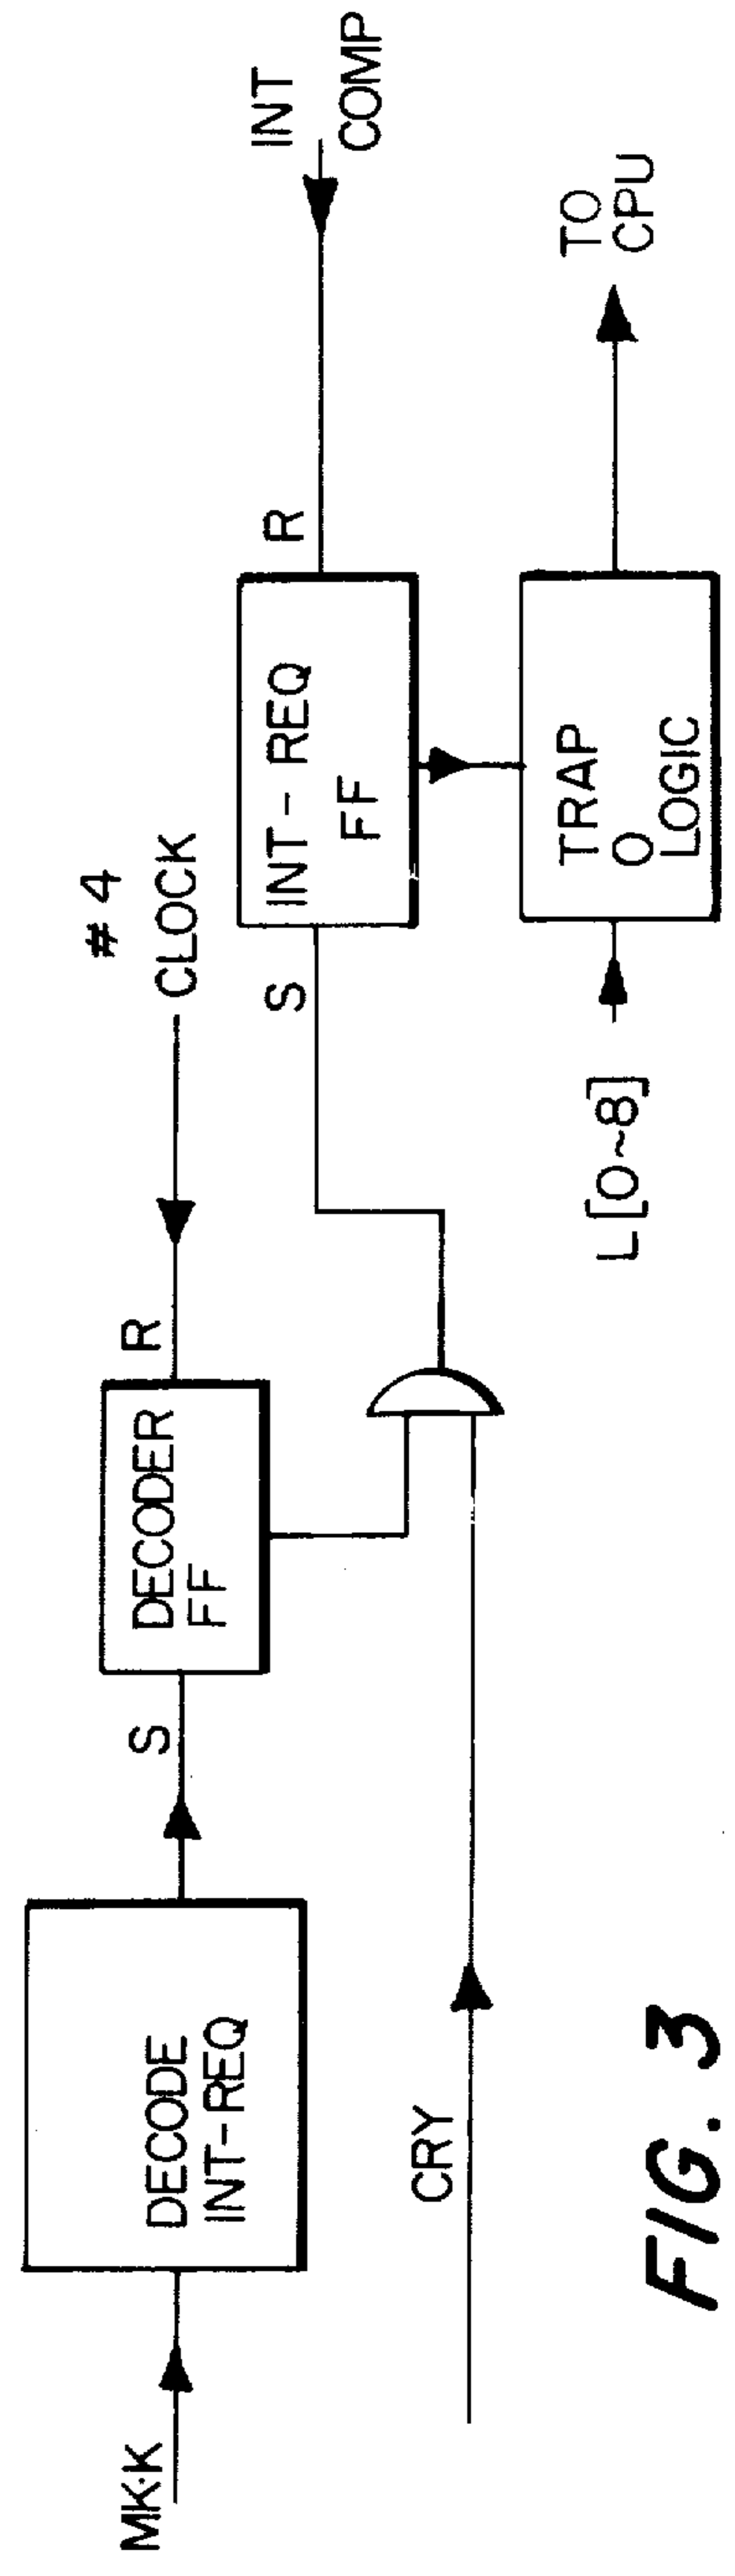 MK·K
DECODE
INT-REQ
S
DECODER
FF
R
# 4
CLOCK
CRY
S
INT-REQ
FF
R
INT
COMP
L[0~8]
TRAP
0
LOGIC
TO
CPU
FIG. 3